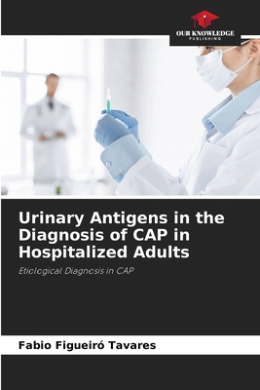 OUR KNOWLEDGE
PUBLISHING
Urinary Antigens in the
Diagnosis of CAP in
Hospitalized Adults
Etiological Diagnosis in CAP
Fabio Figueiró Tavares